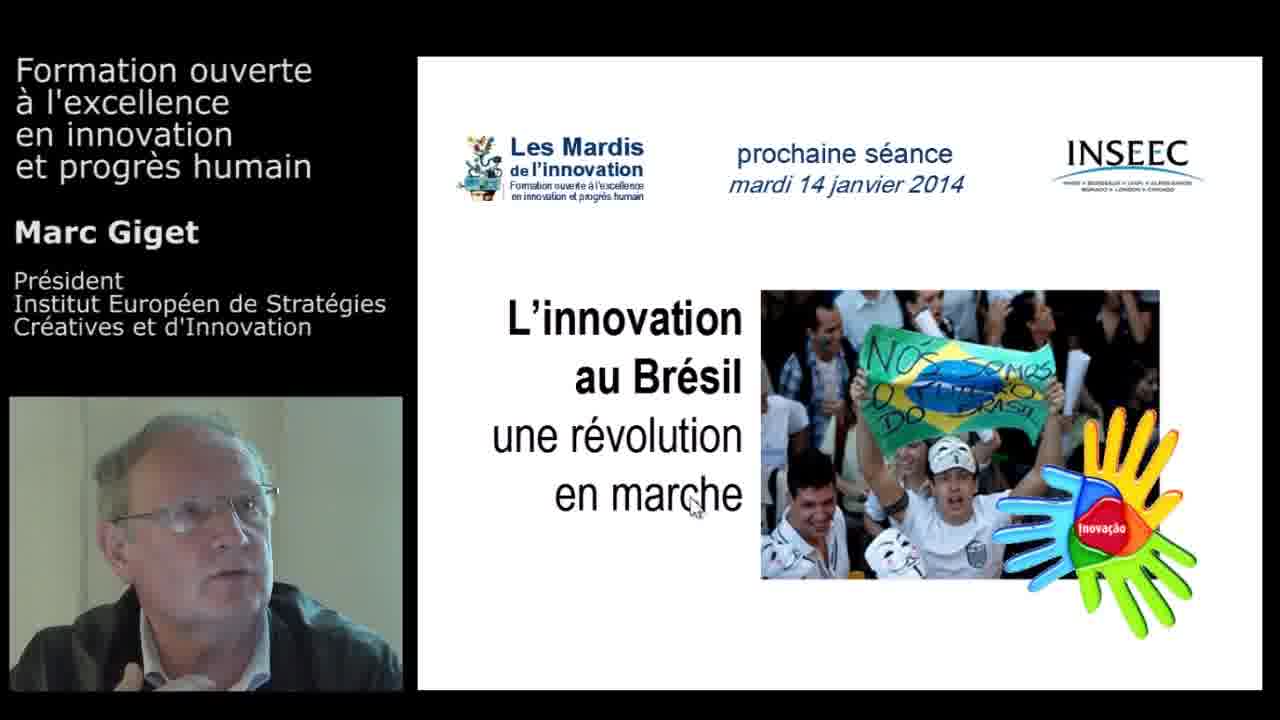 Formation ouverte
à l'excellence
en innovation
et progrès humain
Marc Giget
Président
Institut Européen de Stratégies
Créatives et d'Innovation
Les Mardis
de l'innovation
Formation ouverte à l'excellence
en innovation et progrès humain
prochaine séance
mardi 14 janvier 2014
INSEEC
L'innovation
au Brésil
une révolution
en marche
NÓS SOMOS
O FUTURO
DO BRASIL
Inovação